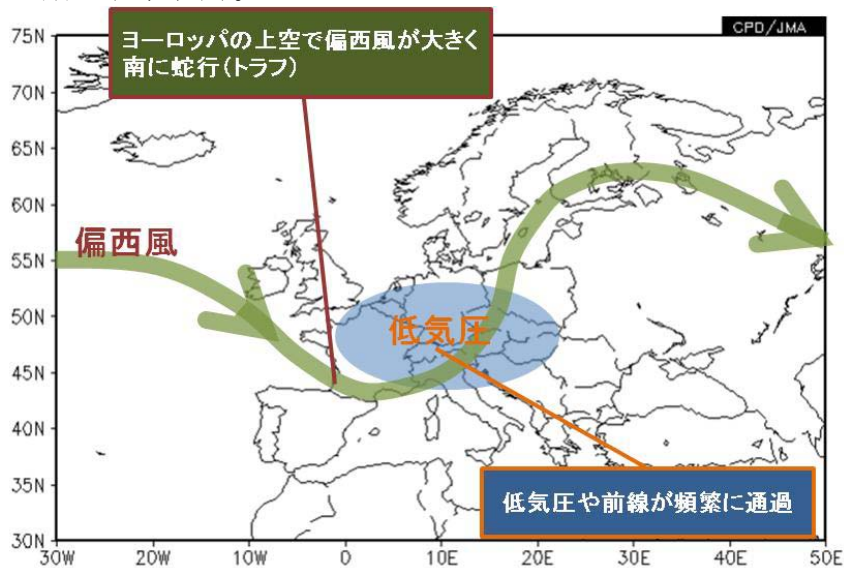 CPD/JMA
ヨーロッパの上空で偏西風が大きく
南に蛇行(トラフ)
75N
70N
65N
60N
偏西風
55N
50N
低気圧
45N
40N
35N
低気圧や前線が頻繁に通過
30N
30W
20W
10W
0
10E
20E
30E
40E
50E